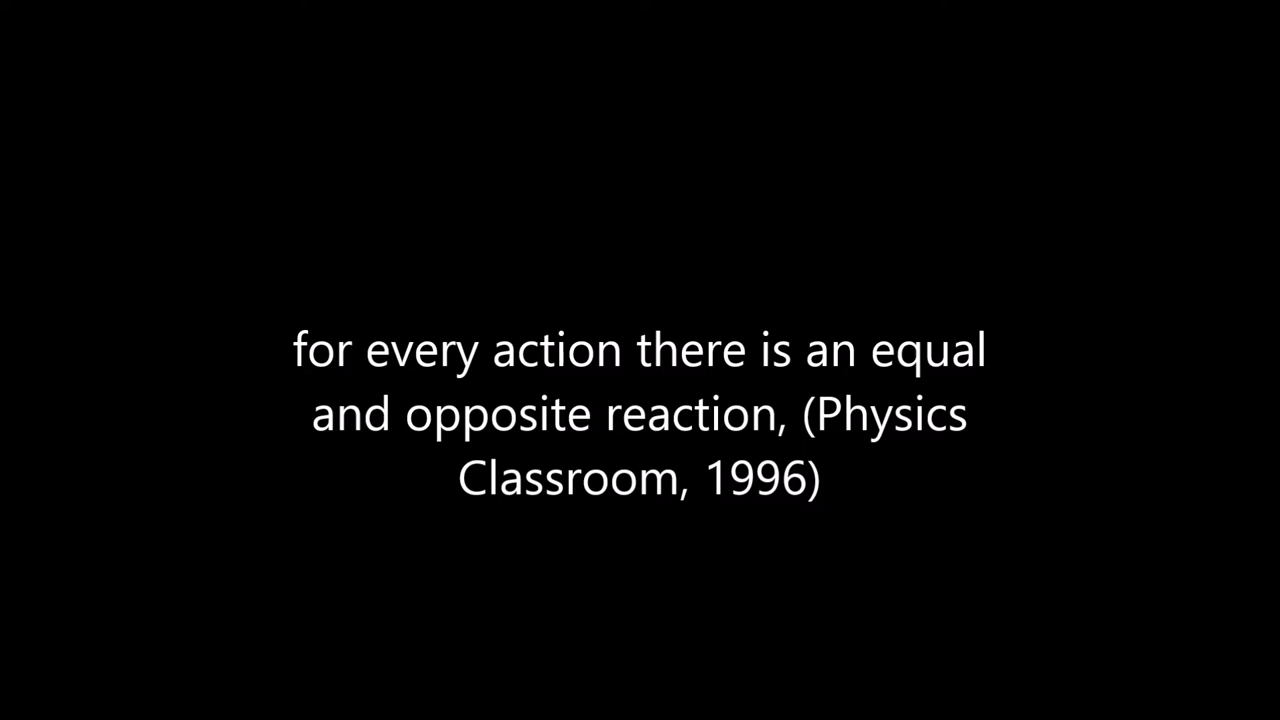 for every action there is an equal
and opposite reaction, (Physics
Classroom, 1996)